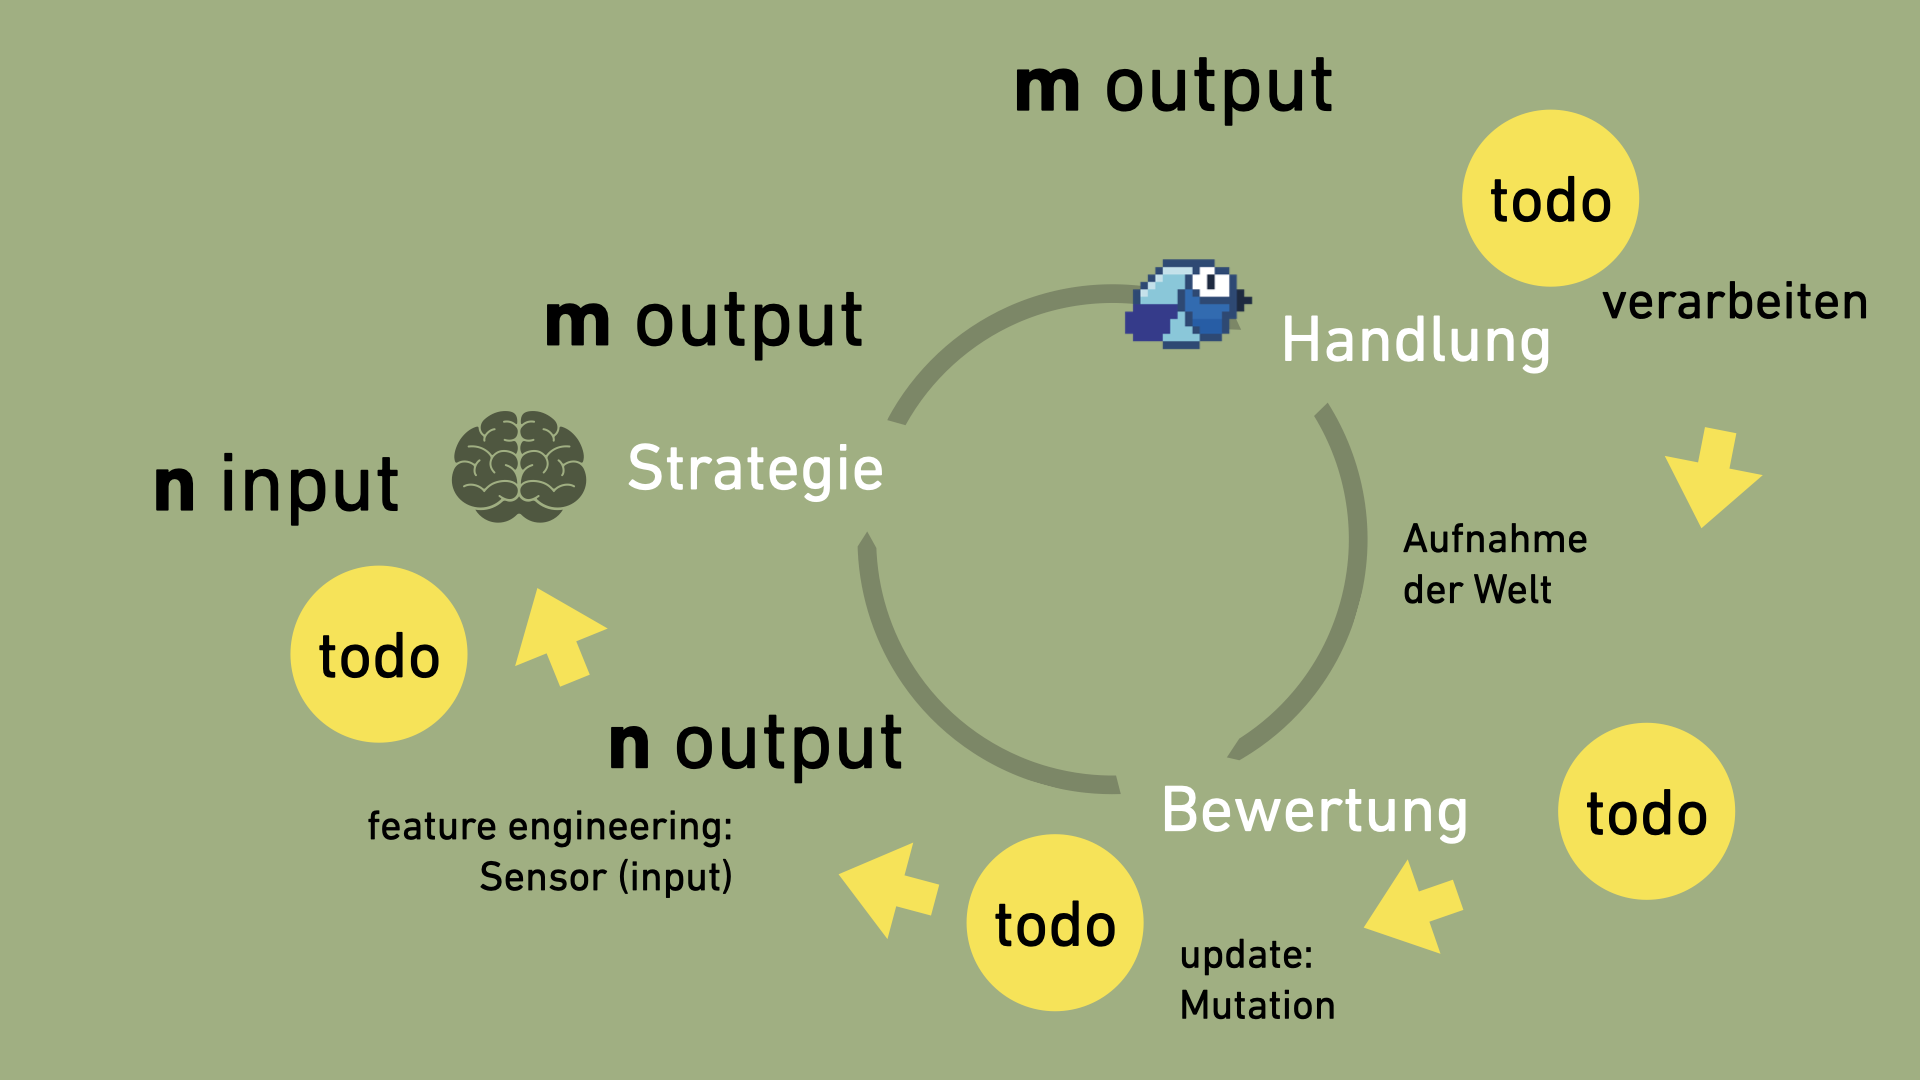 m output
todo
verarbeiten
m output
Handlung
Strategie
n input
Aufnahme
der Welt
todo
n output
feature engineering:
Sensor (input)
Bewertung
todo
todo
update:
Mutation